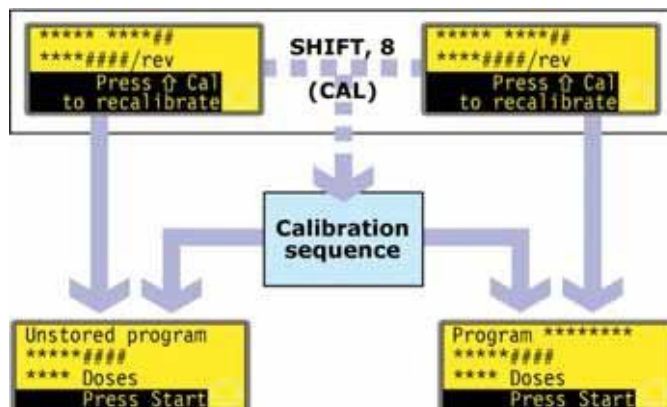 ***** ****##
****####/rev
Press ⇧ Cal
to recalibrate
SHIFT, 8
(CAL)
***** ****##
****####/rev
Press ⇧ Cal
to recalibrate
Calibration
sequence
Unstored program
*****####
**** Doses
Press Start
Program ********
*****####
**** Doses
Press Start